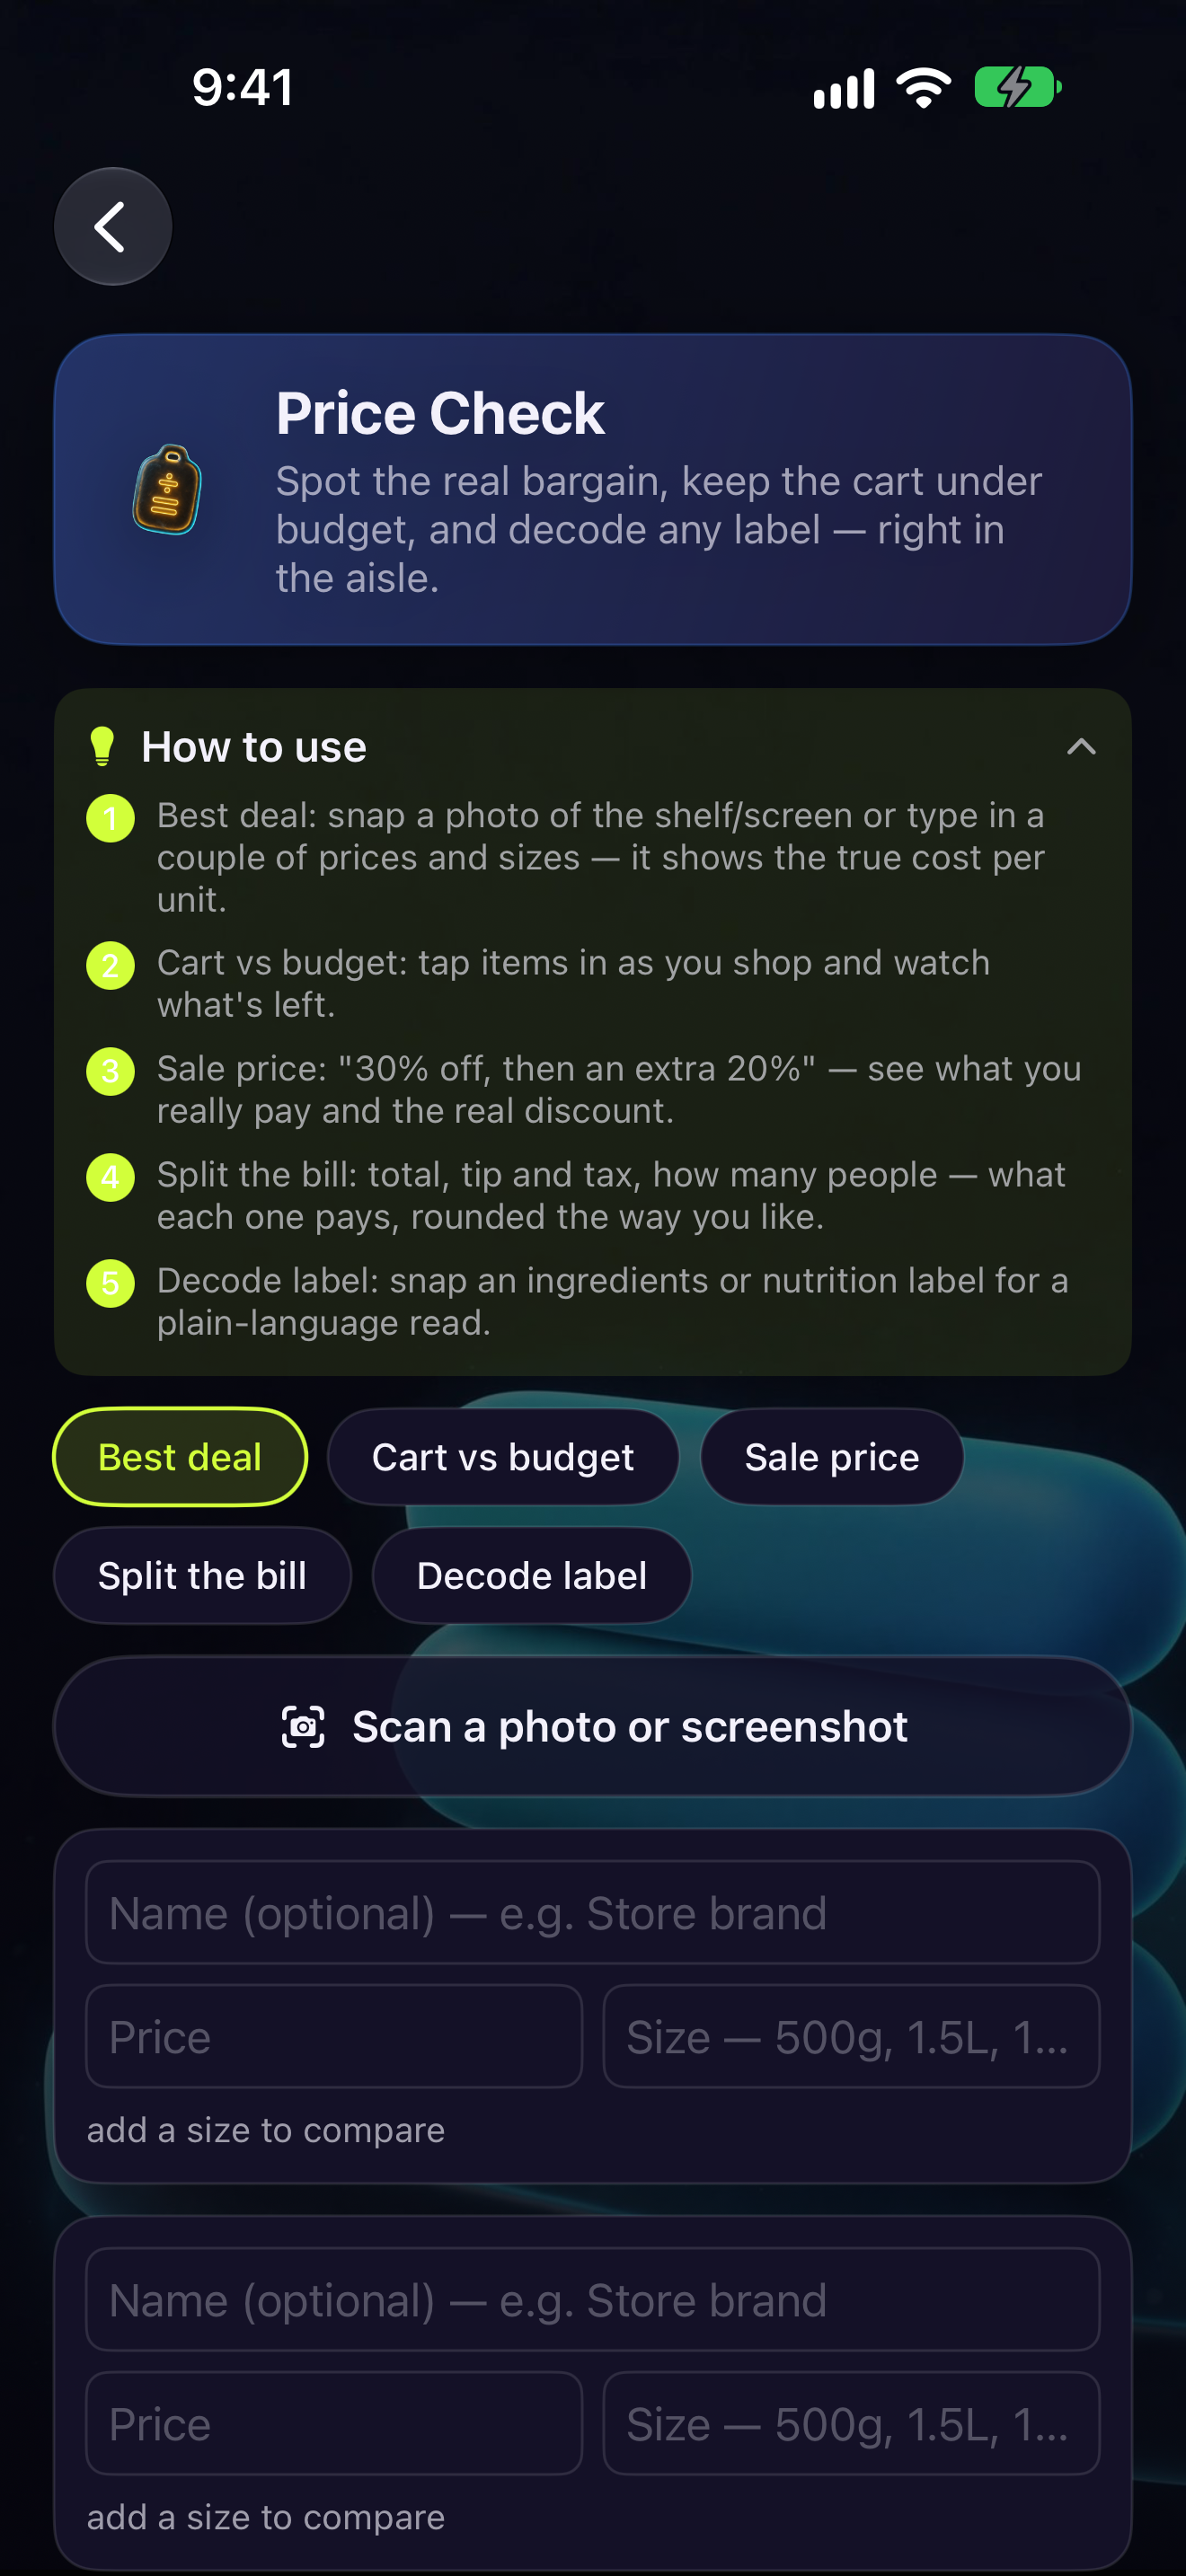 9:41
Price Check
Spot the real bargain, keep the cart under
budget, and decode any label — right in
the aisle.
How to use
1 Best deal: snap a photo of the shelf/screen or type in a
couple of prices and sizes — it shows the true cost per
unit.
2 Cart vs budget: tap items in as you shop and watch
what's left.
3 Sale price: "30% off, then an extra 20%" — see what you
really pay and the real discount.
4 Split the bill: total, tip and tax, how many people — what
each one pays, rounded the way you like.
5 Decode label: snap an ingredients or nutrition label for a
plain-language read.
Best deal Cart vs budget Sale price
Split the bill Decode label
Scan a photo or screenshot
Name (optional) — e.g. Store brand
Price Size — 500g, 1.5L, 1...
add a size to compare
Name (optional) — e.g. Store brand
Price Size — 500g, 1.5L, 1...
add a size to compare